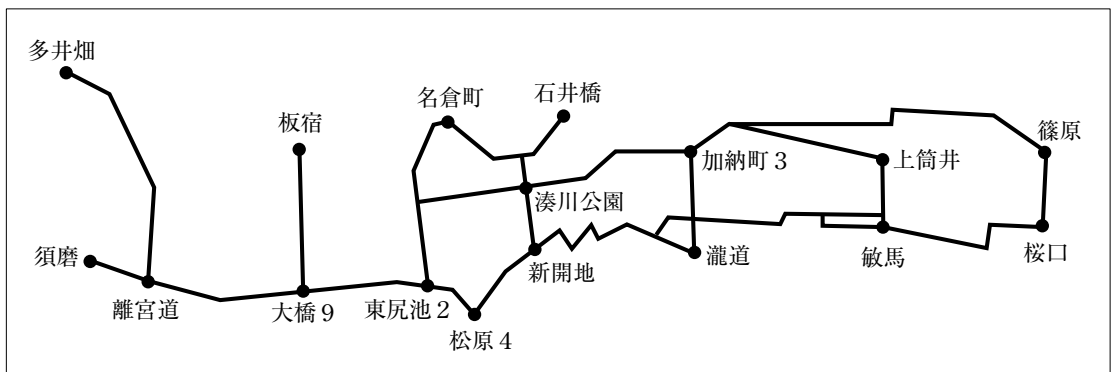 多井畑
名倉町
石井橋
板宿
加納町3
上筒井
篠原
湊川公園
須磨
新開地
瀧道
敏馬
桜口
離宮道
大橋9
東尻池2
松原4